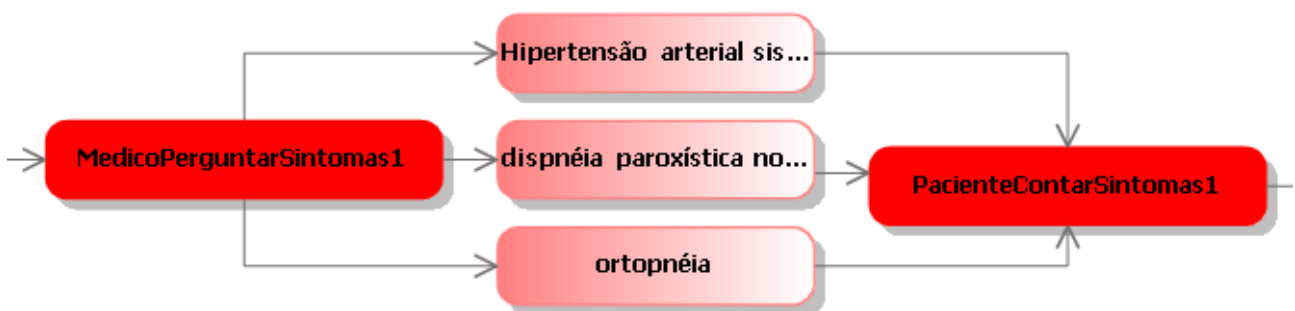 Hipertensão arterial sis...
MedicoPerguntarSintomas1
dispnéia paroxística no...
PacienteContarSintomas1
ortopnéia